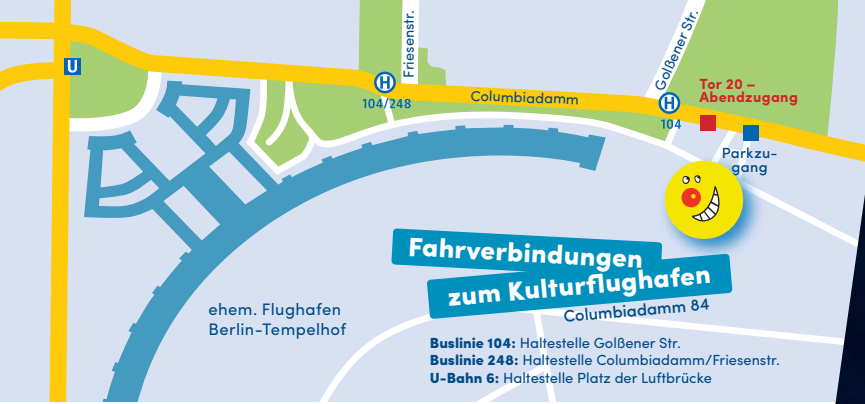 U
Friesenstr.
Golßener Str.
H
104/248
Columbiadamm
H
104
Tor 20 –
Abendzugang
Parkzu-
gang
Fahrverbindungen
zum Kulturflughafen
Columbiadamm 84
ehem. Flughafen
Berlin-Tempelhof
Buslinie 104: Haltestelle Golßener Str.
Buslinie 248: Haltestelle Columbiadamm/Friesenstr.
U-Bahn 6: Haltestelle Platz der Luftbrücke